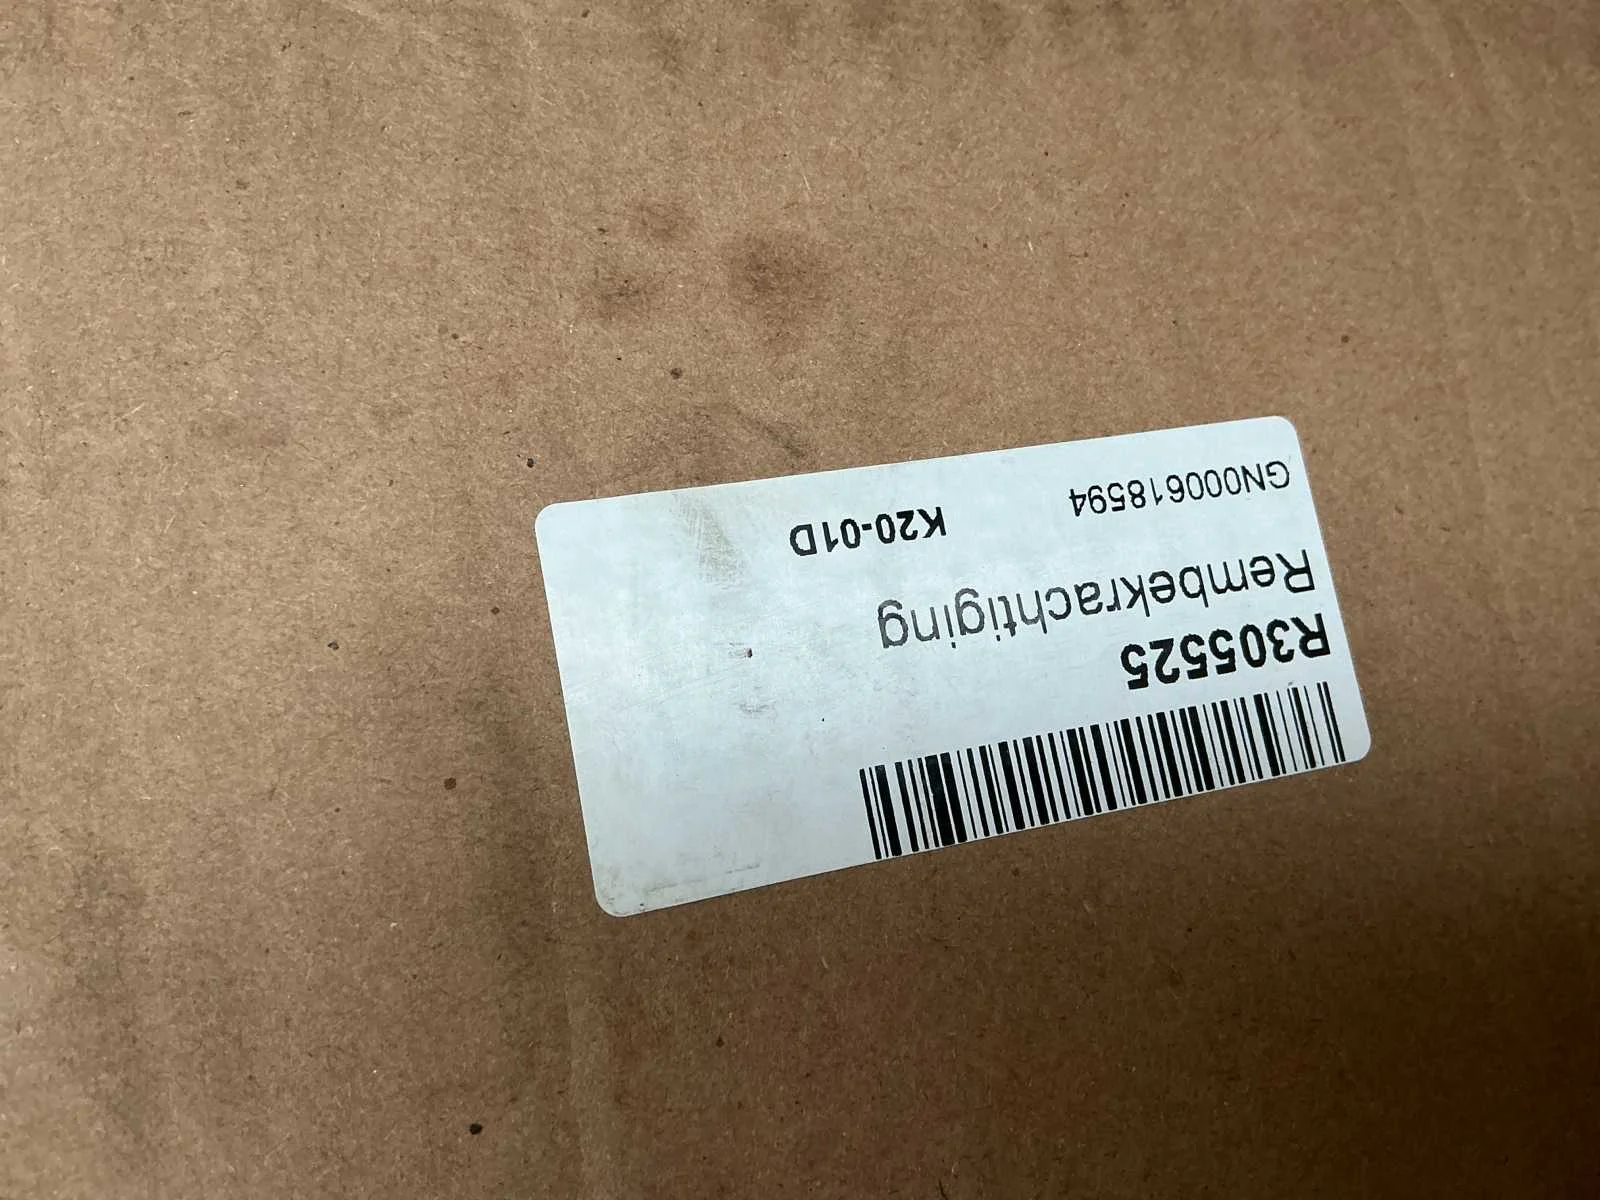 R305525
Rembekrachtiging
GN000618594 K20-01D